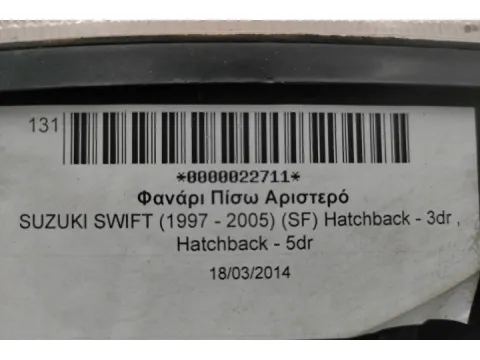 131
*0000022711*
Φανάρι Πίσω Αριστερό
SUZUKI SWIFT (1997 - 2005) (SF) Hatchback - 3dr ,
Hatchback - 5dr
18/03/2014